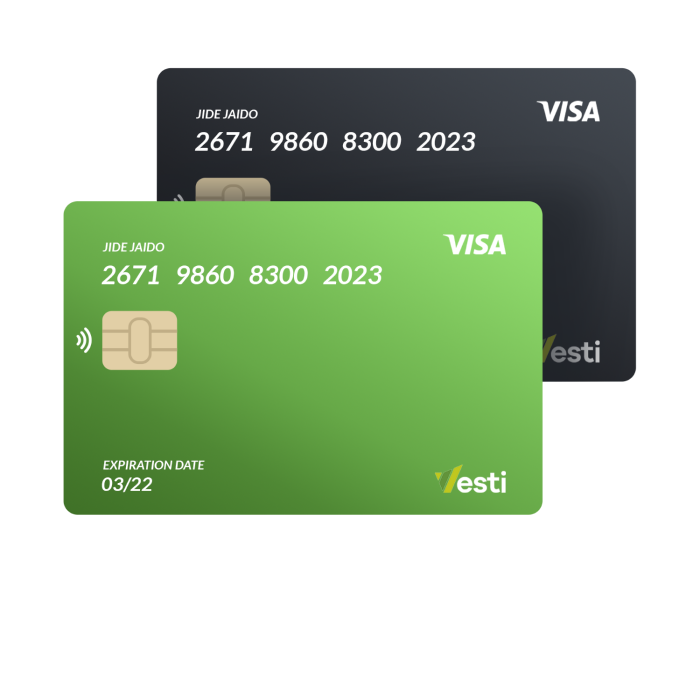 JIDE JAIDO
VISA
2671 9860 8300 2023
JIDE JAIDO
VISA
2671 9860 8300 2023
esti
EXPIRATION DATE
03/22
Vesti